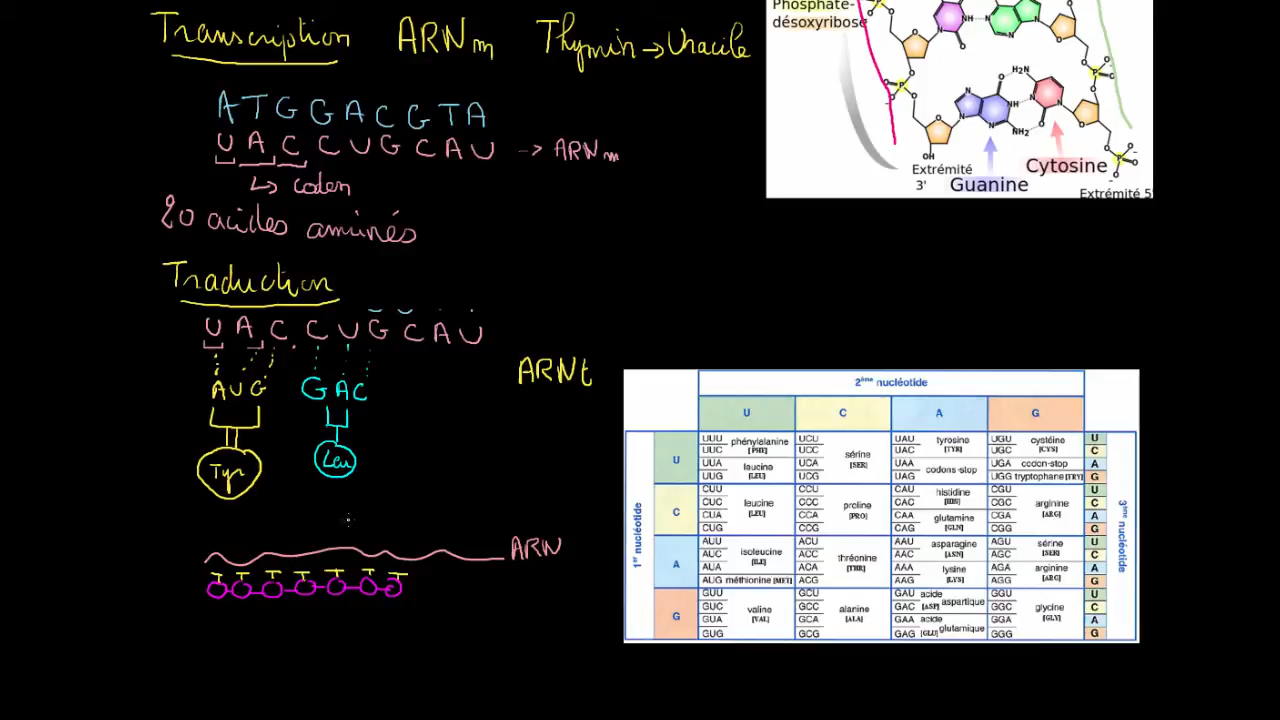 Transcription ARNm Thymin → Uracile
ATGGACGTA
UACCUGCAU → ARNm
↳ codon
20 acides aminés
Traduction
UACCUGCAU
AUG GAC
Tyr Leu
ARNt
ARN
T T T T T T T
Phosphate-
désoxyribose
NH N
N N
O O
P P
O H2N
N NH N
N NH2 O
OH
Extrémité
3'
Guanine
Cytosine
Extrémité 5'
2ème nucléotide
U C A G
1er nucléotide
3ème nucléotide
U
UUU phénylalanine [PHE] UCU sérine [SER] UAU tyrosine [TYR] UGU cystéine [CYS] U
UUC UCC UAC UGC C
UUA leucine [LEU] UCA UAA codons-stop UGA codon-stop A
UUG UCG UAG UGG tryptophane [TRY] G
C
CUU leucine [LEU] CCU proline [PRO] CAU histidine [HIS] CGU arginine [ARG] U
CUC CCC CAC CGC C
CUA CCA CAA glutamine [GLN] CGA A
CUG CCG CAG CGG G
A
AUU isoleucine [ILE] ACU thréonine [THR] AAU asparagine [ASN] AGU sérine [SER] U
AUC ACC AAC AGC C
AUA ACA AAA lysine [LYS] AGA arginine [ARG] A
AUG méthionine [MET] ACG AAG AGG G
G
GUU valine [VAL] GCU alanine [ALA] GAU acide aspartique [ASP] GGU glycine [GLY] U
GUC GCC GAC GGC C
GUA GCA GAA acide glutamique [GLU] GGA A
GUG GCG GAG GGG G